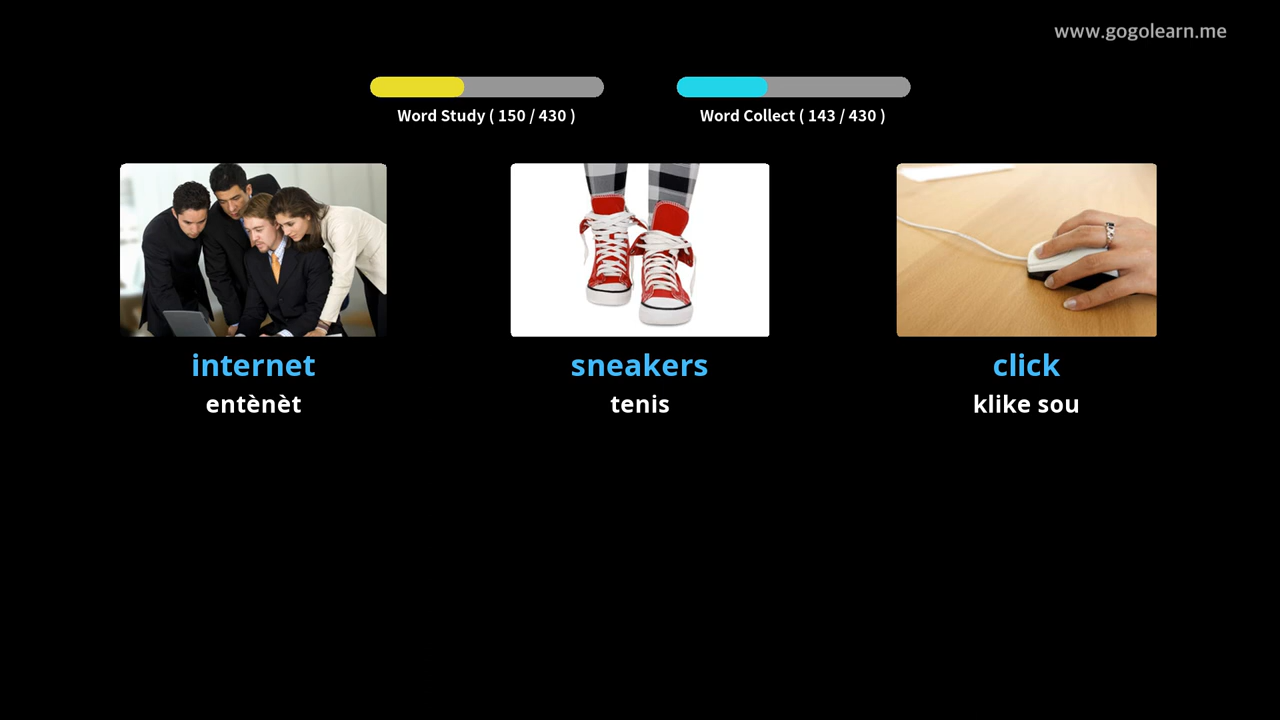 www.gogolearn.me
Word Study ( 150 / 430 )
Word Collect ( 143 / 430 )
internet
sneakers
click
entènèt
tenis
klike sou